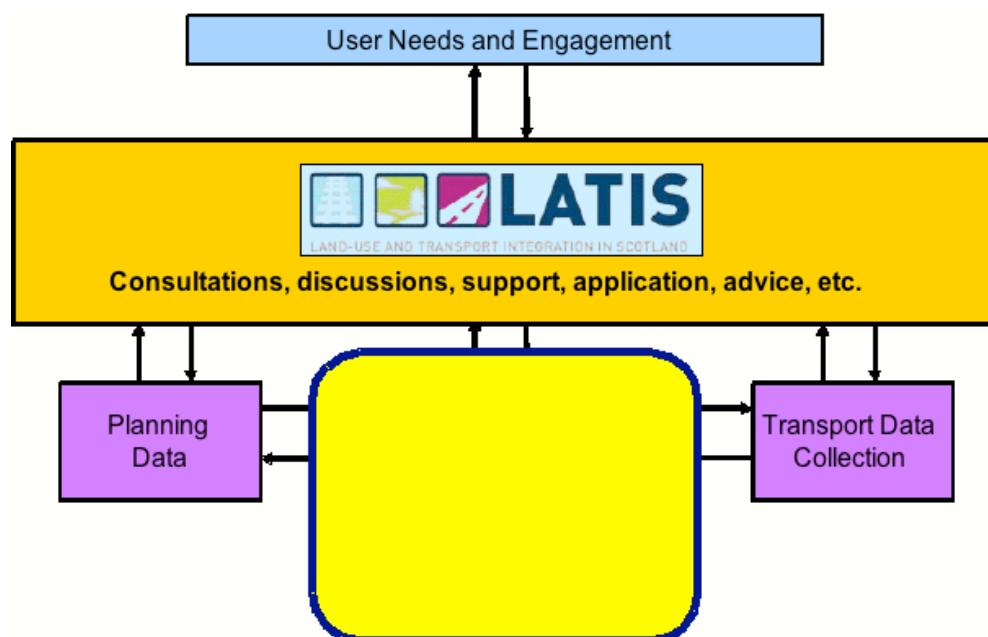 User Needs and Engagement
LATIS
LAND-USE AND TRANSPORT INTEGRATION IN SCOTLAND
Consultations, discussions, support, application, advice, etc.
Planning
Data
Transport Data
Collection